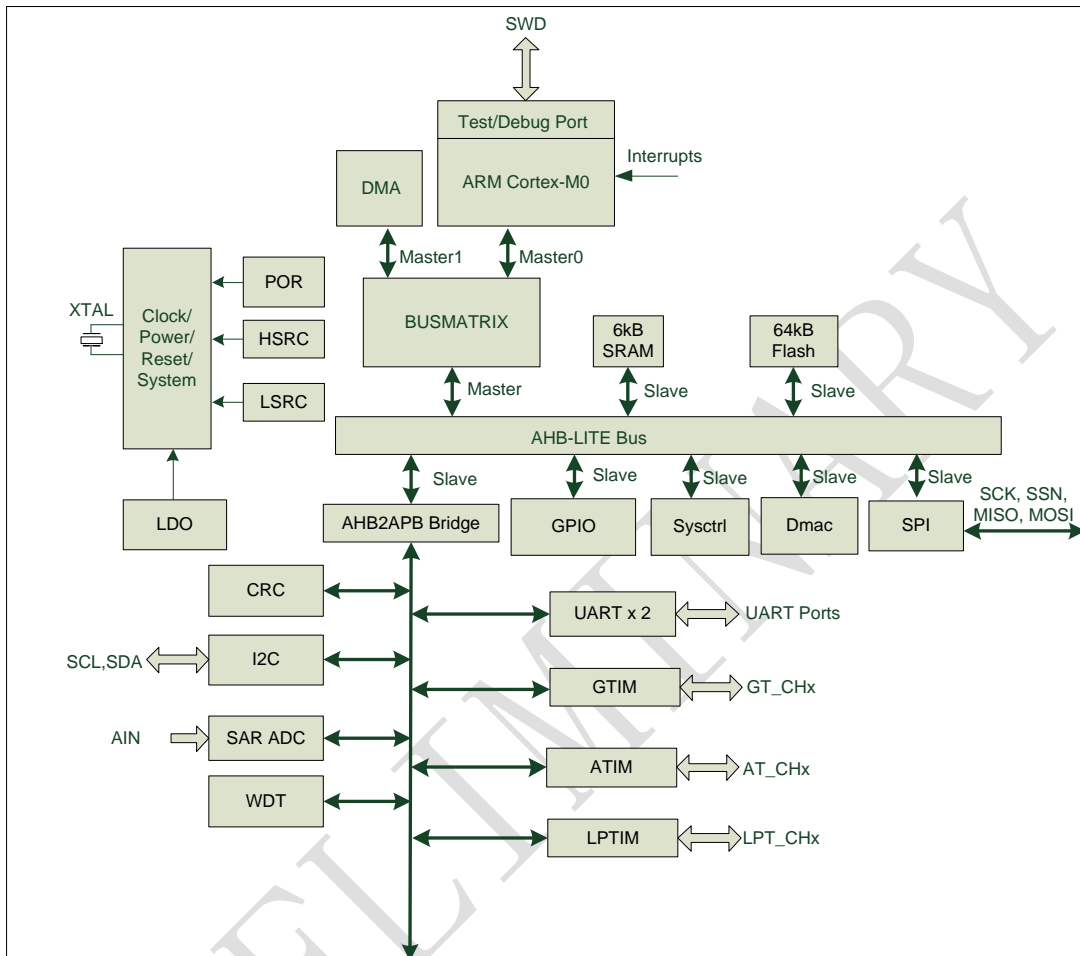 SWD
Test/Debug Port
ARM Cortex-M0
Interrupts
DMA
Master1
Master0
BUSMATRIX
Master
XTAL
Clock/
Power/
Reset/
System
POR
HSRC
LSRC
LDO
6kB
SRAM
Slave
64kB
Flash
Slave
AHB-LITE Bus
Slave
Slave
Slave
Slave
Slave
AHB2APB Bridge
GPIO
Sysctrl
Dmac
SPI
SCK, SSN,
MISO, MOSI
CRC
UART x 2
UART Ports
SCL,SDA
I2C
GTIM
GT_CHx
AIN
SAR ADC
ATIM
AT_CHx
WDT
LPTIM
LPT_CHx
ELIMINARY